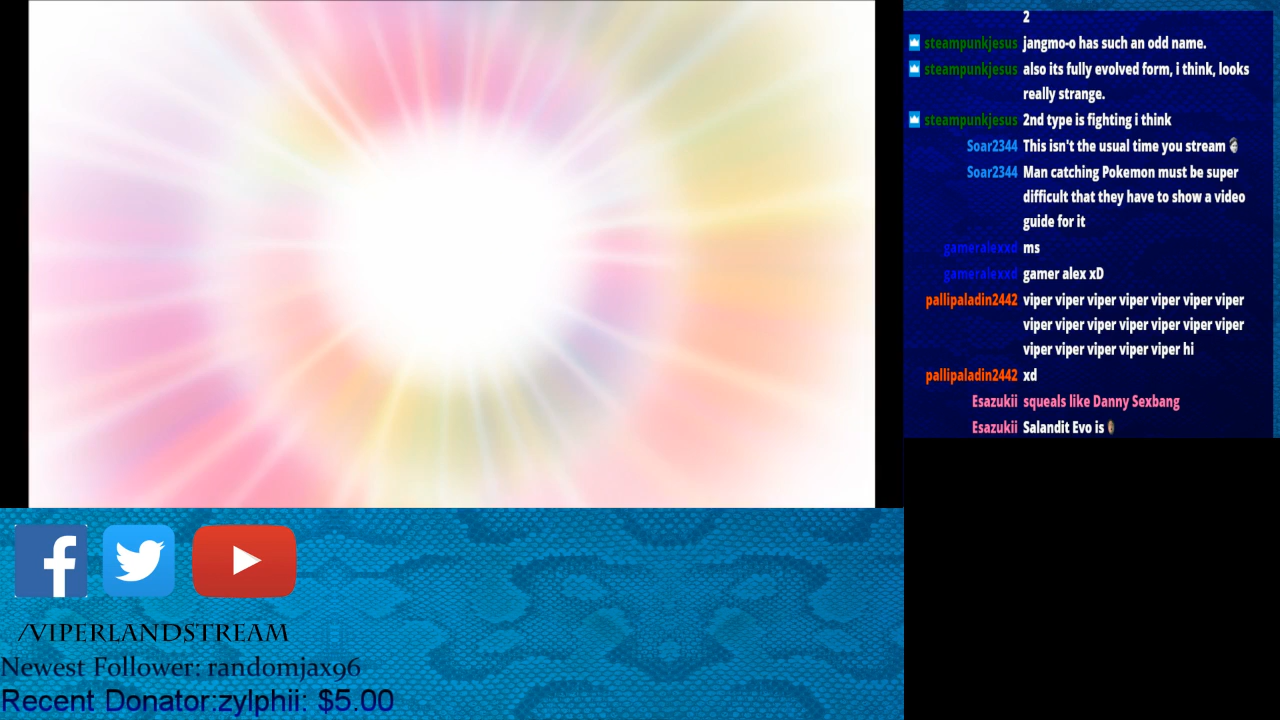 2
steampunkjesus jangmo-o has such an odd name.
steampunkjesus also its fully evolved form, i think, looks
really strange.
steampunkjesus 2nd type is fighting i think
Soar2344 This isn't the usual time you stream
Soar2344 Man catching Pokemon must be super
difficult that they have to show a video
guide for it
gameralexxd ms
gameralexxd gamer alex xD
pallipaladin2442 viper viper viper viper viper viper viper
viper viper viper viper viper viper viper
viper viper viper viper viper hi
pallipaladin2442 xd
Esazukii squeals like Danny Sexbang
Esazukii Salandit Evo is
/VIPERLANDSTREAM
Newest Follower: randomjax96
Recent Donator:zylphii: $5.00